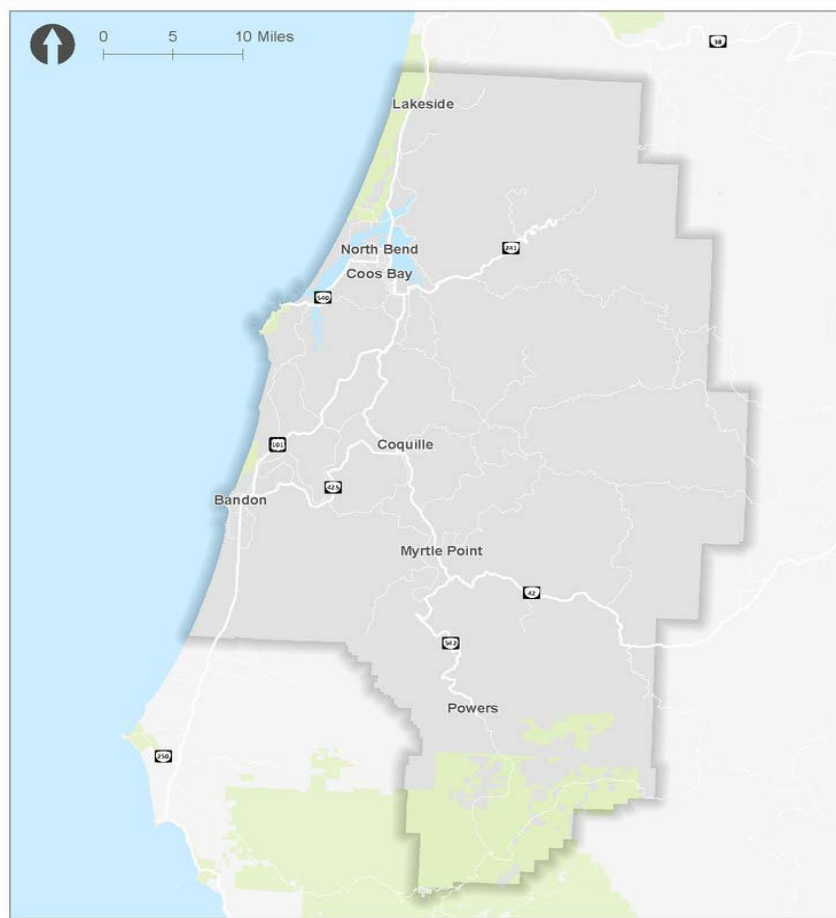 0 5 10 Miles
38
Lakeside
North Bend
241
Coos Bay
540
101
Coquille
Bandon
Myrtle Point
42
542
Powers
250